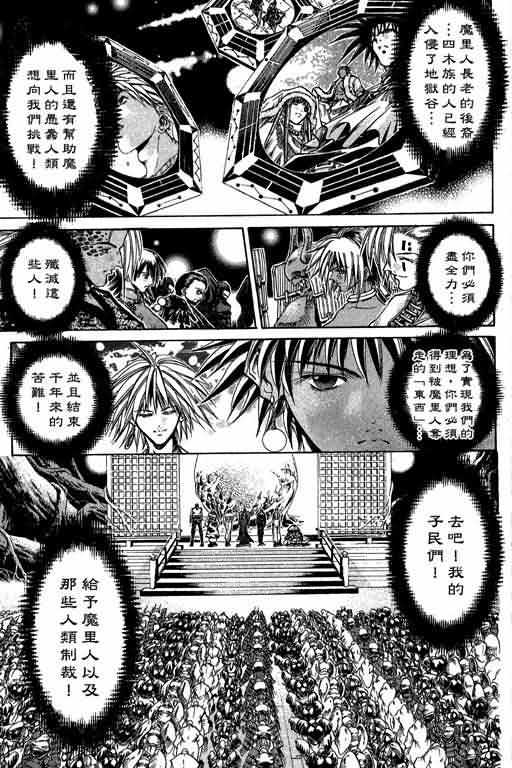 魔里人長老的後裔
…四木族的人已經
入侵了地獄谷…
而且還有幫助魔
里人的愚蠢人類
想向我們挑戰！
你們必須
盡全力…
殲滅這
些人！
為了實現我們的
理想，你們必須
得到被魔里人奪
走的「東西」…
並且結束
千年來的
苦難！
去吧！我的
子民們！
給予魔里人以及
那些人類制裁！